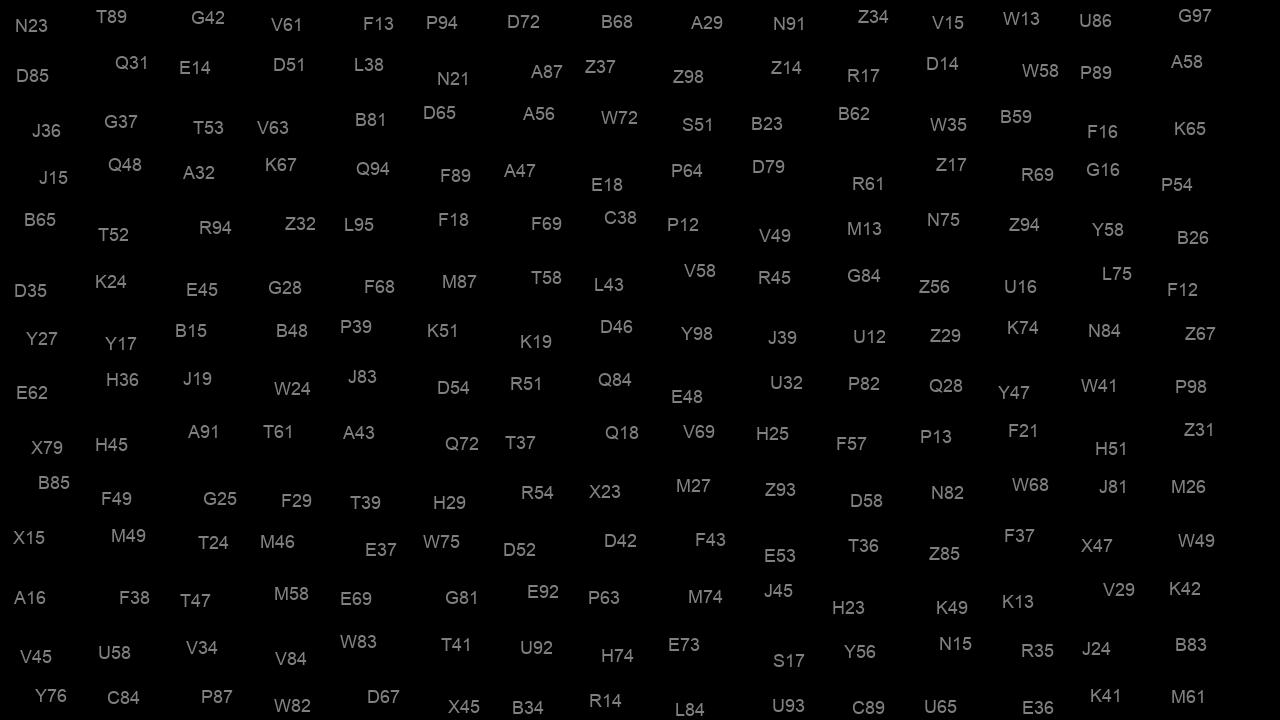 N23 T89 G42 V61 F13 P94 D72 B68 A29 N91 Z34 V15 W13 U86 G97
D85 Q31 E14 D51 L38 N21 A87 Z37 Z98 Z14 R17 D14 W58 P89 A58
J36 G37 T53 V63 B81 D65 A56 W72 S51 B23 B62 W35 B59 F16 K65
J15 Q48 A32 K67 Q94 F89 A47 E18 P64 D79 R61 Z17 R69 G16 P54
B65 T52 R94 Z32 L95 F18 F69 C38 P12 V49 M13 N75 Z94 Y58 B26
D35 K24 E45 G28 F68 M87 T58 L43 V58 R45 G84 Z56 U16 L75 F12
Y27 Y17 B15 B48 P39 K51 K19 D46 Y98 J39 U12 Z29 K74 N84 Z67
E62 H36 J19 W24 J83 D54 R51 Q84 E48 U32 P82 Q28 Y47 W41 P98
X79 H45 A91 T61 A43 Q72 T37 Q18 V69 H25 F57 P13 F21 H51 Z31
B85 F49 G25 F29 T39 H29 R54 X23 M27 Z93 D58 N82 W68 J81 M26
X15 M49 T24 M46 E37 W75 D52 D42 F43 E53 T36 Z85 F37 X47 W49
A16 F38 T47 M58 E69 G81 E92 P63 M74 J45 H23 K49 K13 V29 K42
V45 U58 V34 V84 W83 T41 U92 H74 E73 S17 Y56 N15 R35 J24 B83
Y76 C84 P87 W82 D67 X45 B34 R14 L84 U93 C89 U65 E36 K41 M61